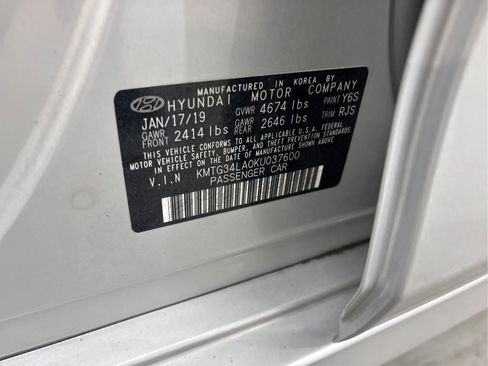 MANUFACTURED IN KOREA BY
HYUNDAI MOTOR COMPANY
JAN/17/19 GVWR 4674 lbs PAINT Y6S
GAWR FRONT 2414 lbs GAWR REAR 2646 lbs TRIM RJS
THIS VEHICLE CONFORMS TO ALL APPLICABLE U.S.A. FEDERAL
MOTOR VEHICLE SAFETY, BUMPER, AND THEFT PREVENTION STANDARDS
IN EFFECT ON THE DATE OF MANUFACTURE SHOWN ABOVE.
V.I.N KMTG34LA0KU037600
PASSENGER CAR